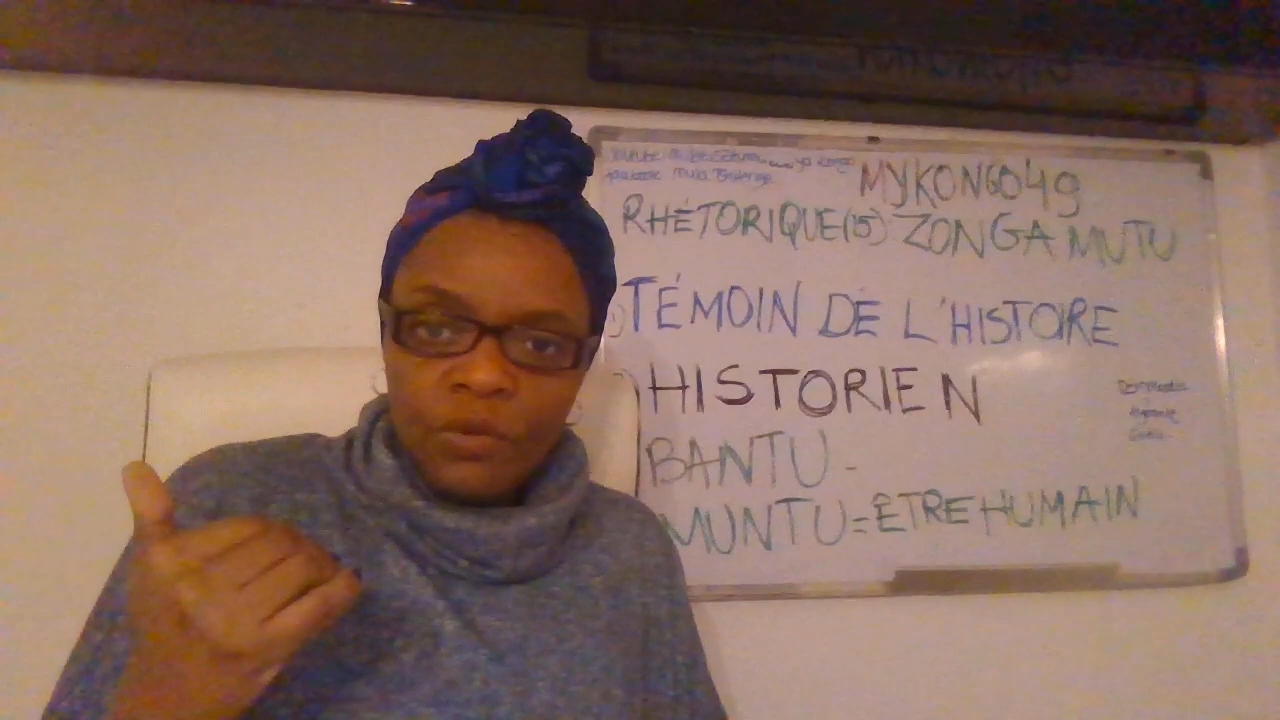 MYKONGO49
RHÉTORIQUE(15) ZONGA MUTU
TÉMOIN DE L'HISTOIRE
HISTORIEN
BANTU -
MUNTU=ÊTRE HUMAIN